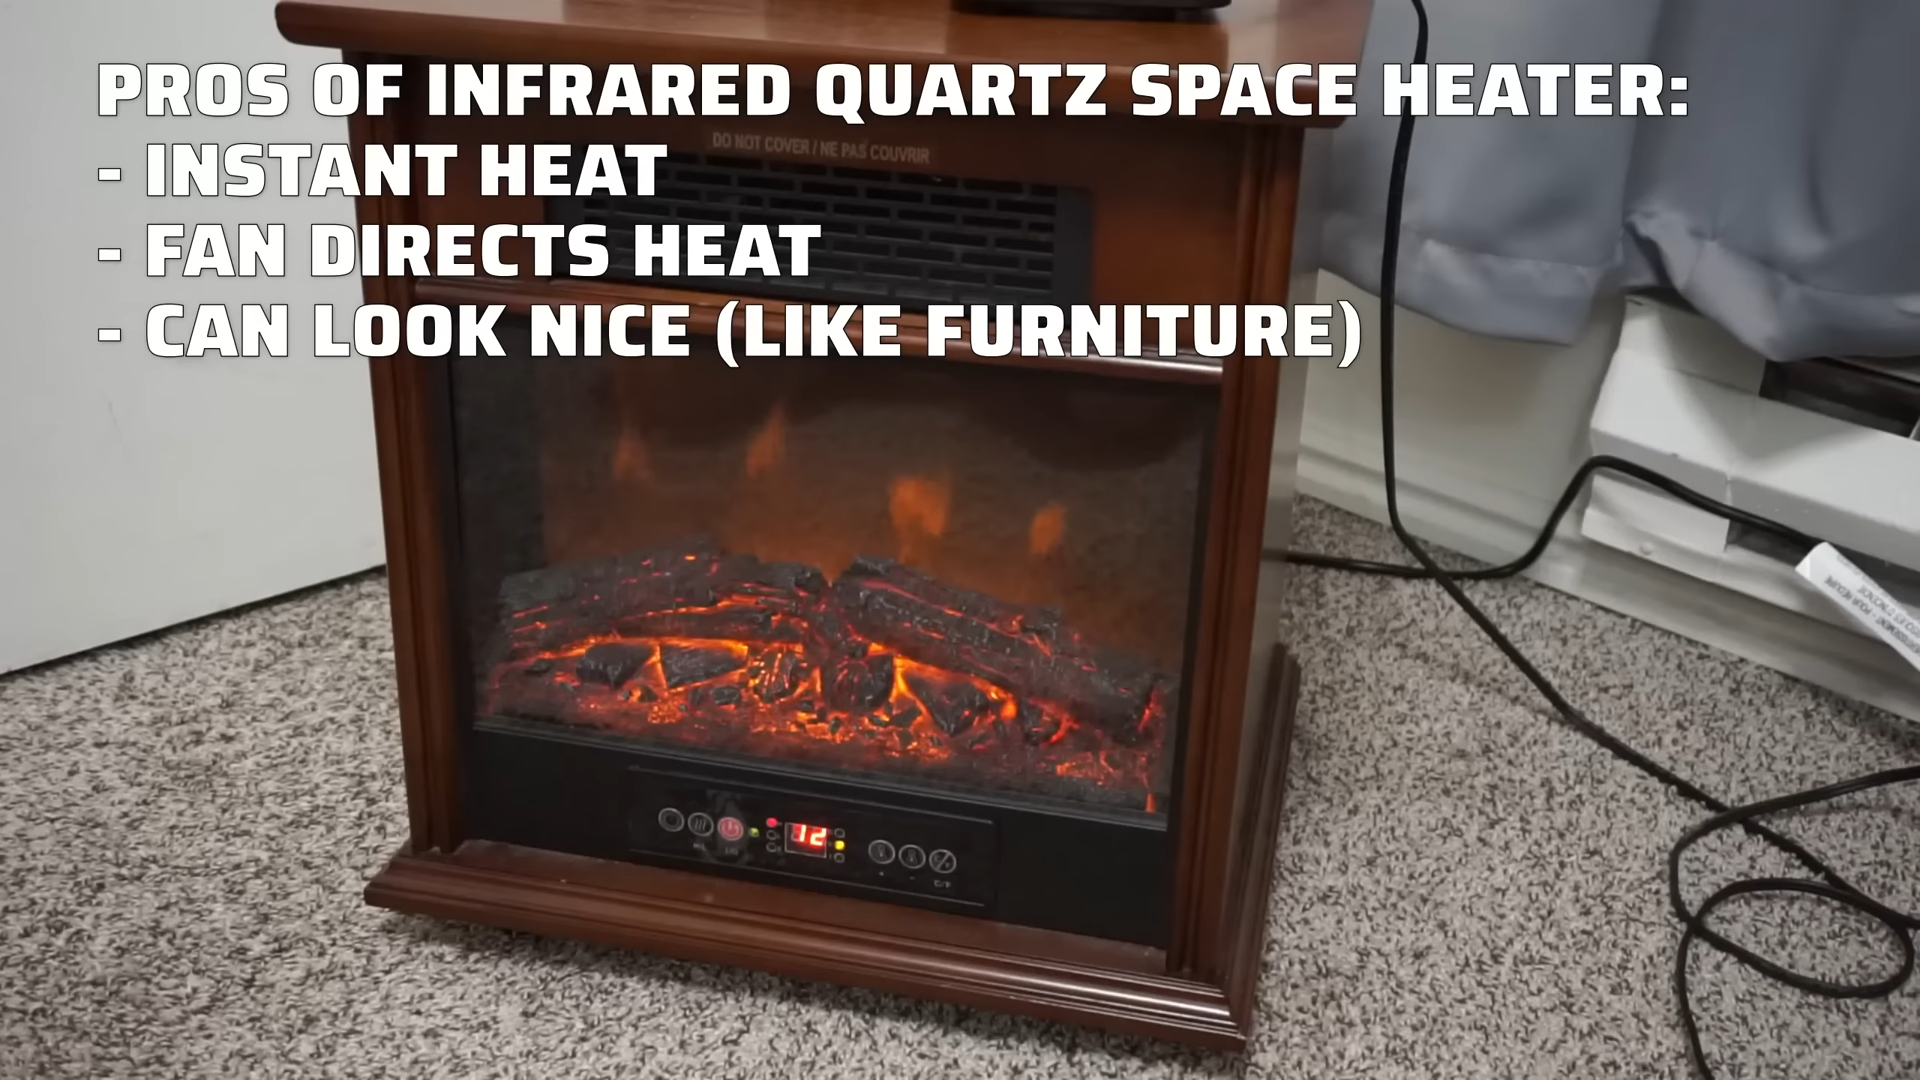 PROS OF INFRARED QUARTZ SPACE HEATER:
- INSTANT HEAT
- FAN DIRECTS HEAT
- CAN LOOK NICE (LIKE FURNITURE)
DO NOT COVER / NE PAS COUVRIR
12
C/F